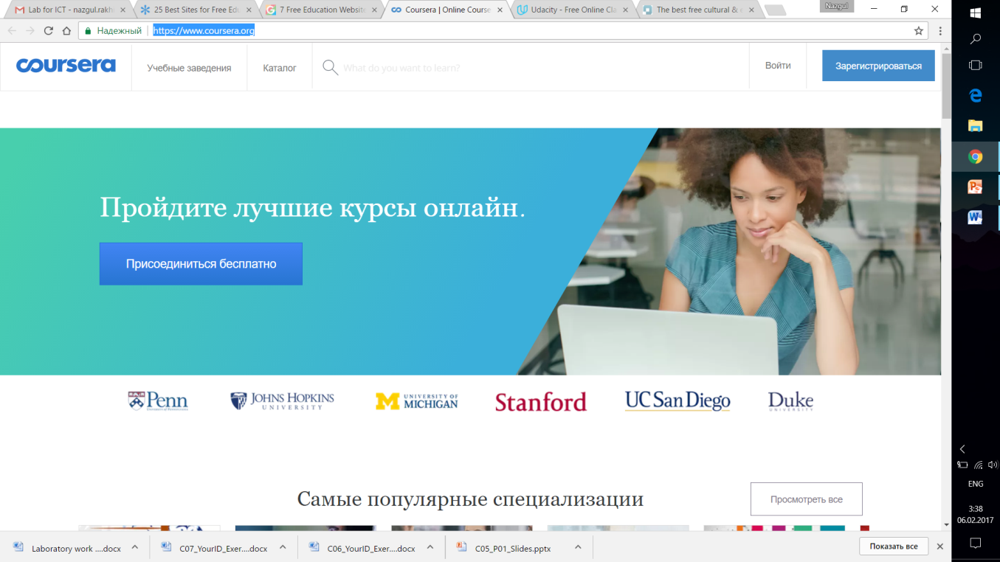 Lab for ICT - nazgul.rakh
25 Best Sites for Free Edu
7 Free Education Website
Coursera | Online Course
Udacity - Free Online Cla
The best free cultural &
Nazgul
Надежный
https://www.coursera.org
coursera
Учебные заведения
Каталог
What do you want to learn?
Войти
Зарегистрироваться
Пройдите лучшие курсы онлайн.
Присоединиться бесплатно
Penn
JOHNS HOPKINS
UNIVERSITY
M
UNIVERSITY OF
MICHIGAN
Stanford
UC San Diego
Duke
UNIVERSITY
Самые популярные специализации
Просмотреть все
ENG
3:38
06.02.2017
Laboratory work ....docx
C07_YourID_Exer....docx
C06_YourID_Exer....docx
C05_P01_Slides.pptx
Показать все